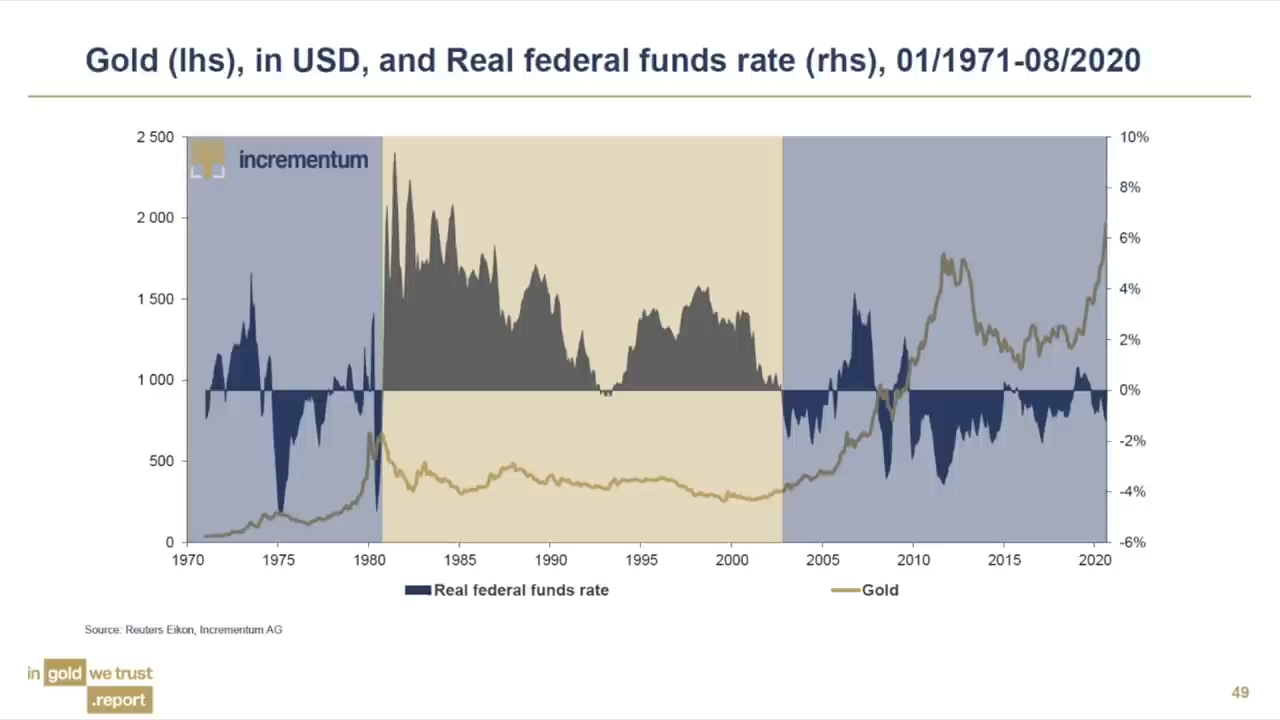 Gold (lhs), in USD, and Real federal funds rate (rhs), 01/1971-08/2020
2 500
10%
incrementum
8%
2 000
6%
1 500
4%
2%
1 000
0%
-2%
500
-4%
0
-6%
1970 1975 1980 1985 1990 1995 2000 2005 2010 2015 2020
Real federal funds rate Gold
Source: Reuters Eikon, Incrementum AG
in gold we trust
.report
49